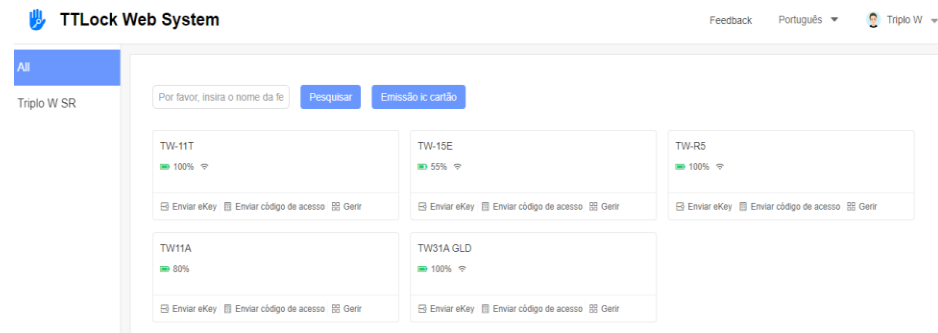 TTLock Web System
Feedback Português Triplo W
All
Triplo W SR
Por favor, insira o nome da fe Pesquisar Emissão ic cartão
TW-11T
100%
Enviar eKey Enviar código de acesso Gerir
TW-15E
55%
Enviar eKey Enviar código de acesso Gerir
TW-R5
100%
Enviar eKey Enviar código de acesso Gerir
TW11A
80%
Enviar eKey Enviar código de acesso Gerir
TW31A GLD
100%
Enviar eKey Enviar código de acesso Gerir